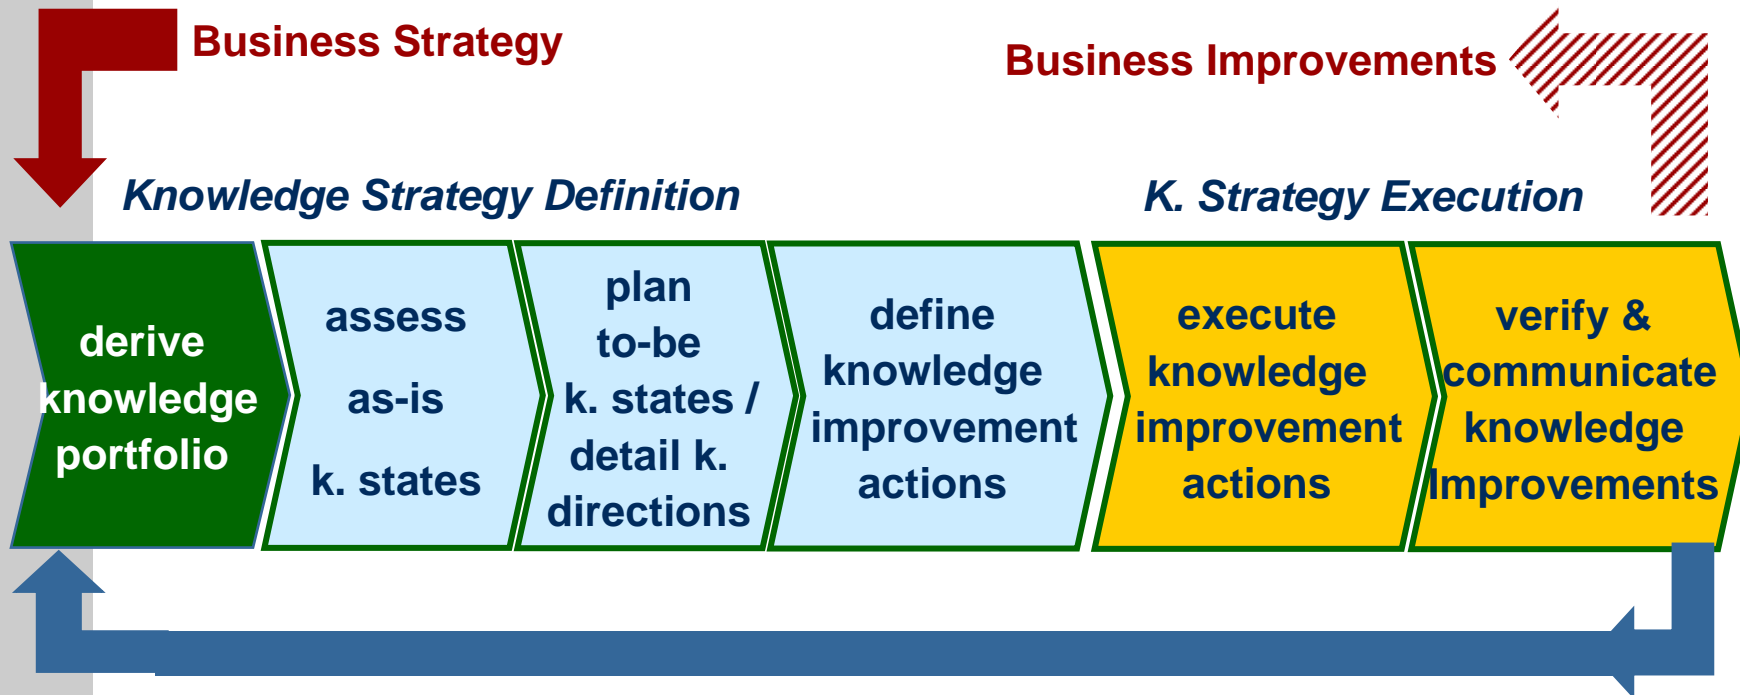 Business Strategy
Business Improvements
Knowledge Strategy Definition
K. Strategy Execution
derive
knowledge
portfolio
assess
as-is
k. states
plan
to-be
k. states /
detail k.
directions
define
knowledge
improvement
actions
execute
knowledge
improvement
actions
verify &
communicate
knowledge
Improvements